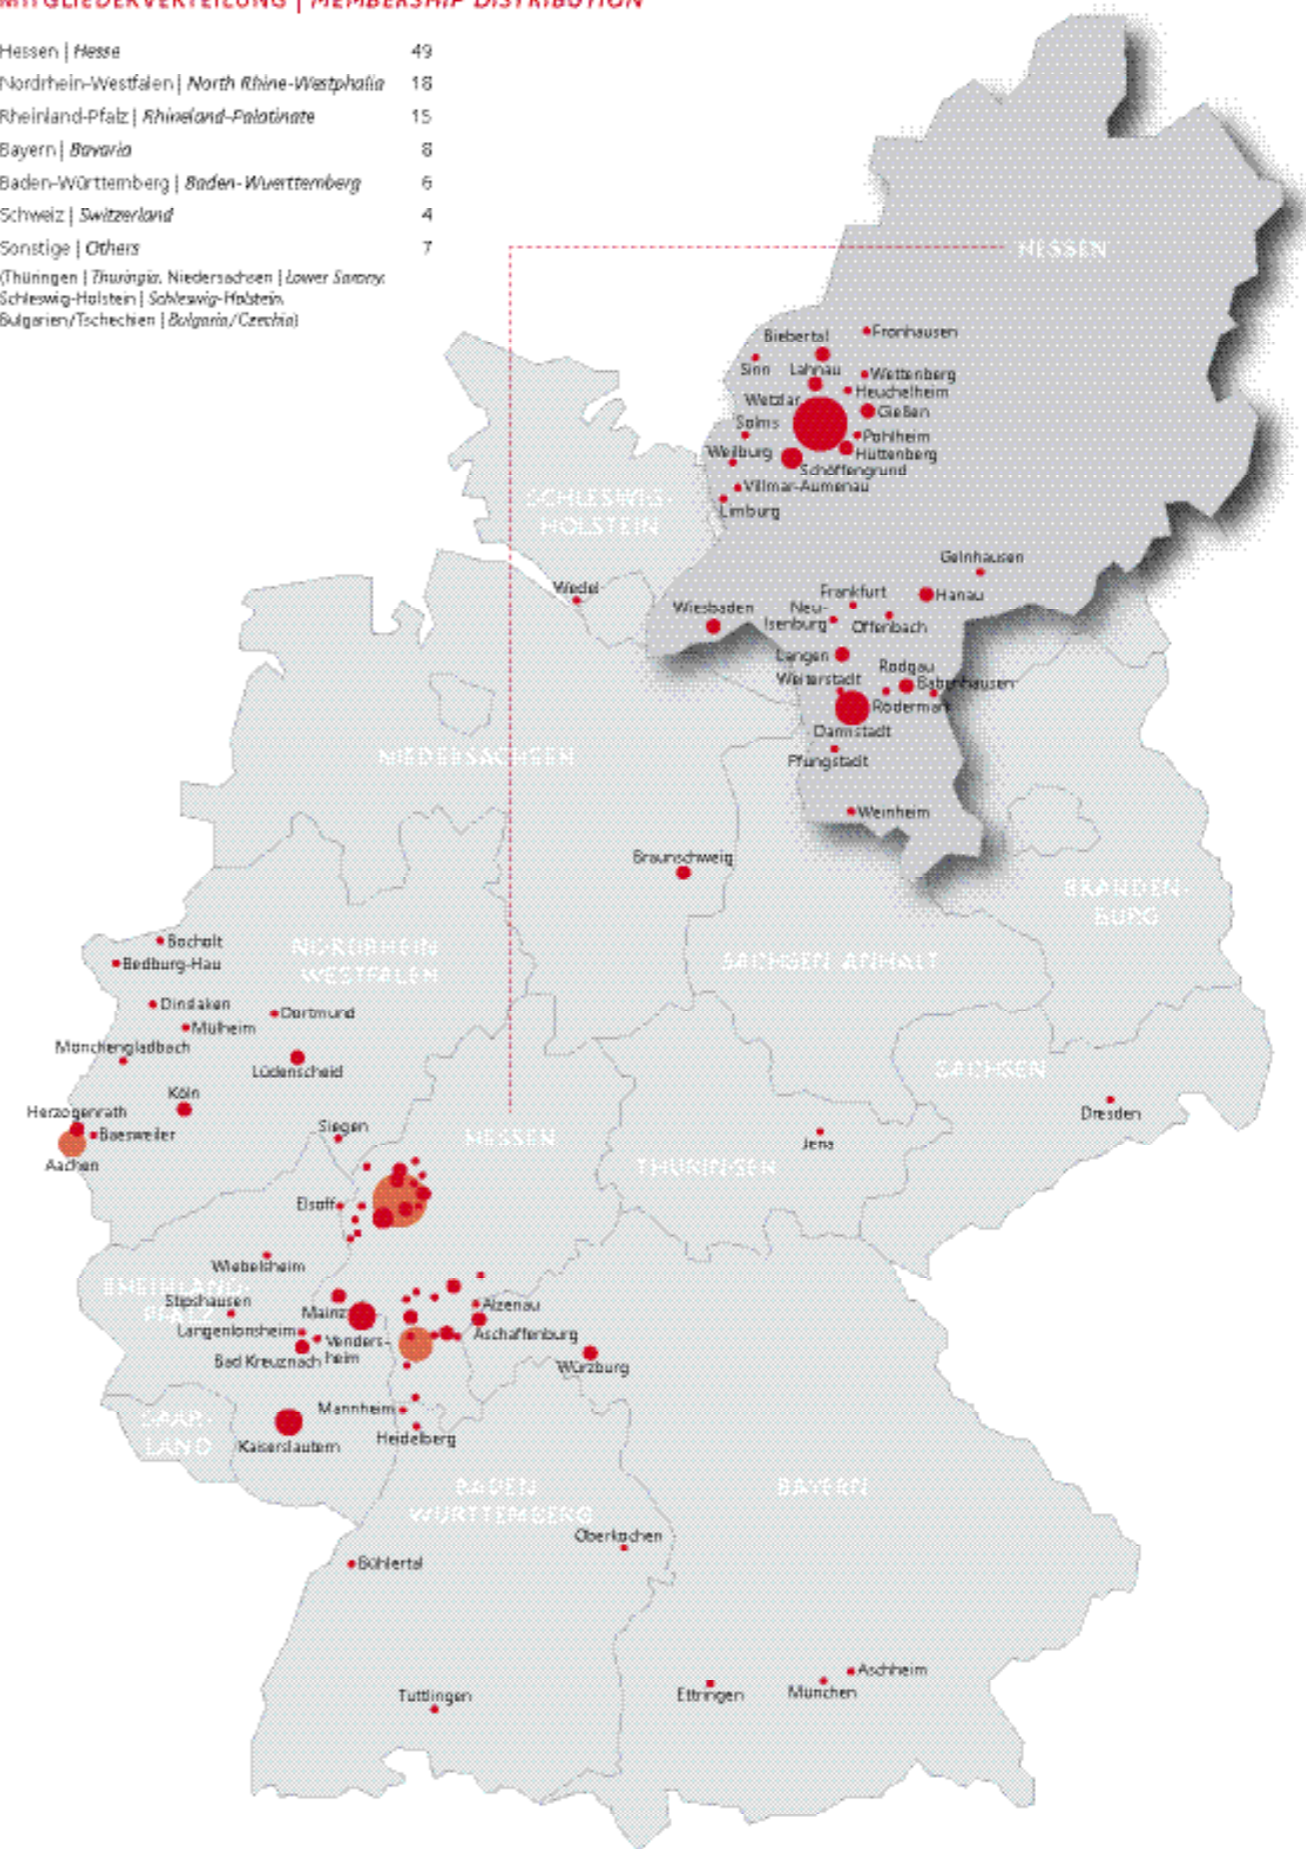 MITGLIEDERVERTEILUNG | MEMBERSHIP DISTRIBUTION
Hessen | Hesse 49
Nordrhein-Westfalen | North Rhine-Westphalia 18
Rheinland-Pfalz | Rhineland-Palatinate 15
Bayern | Bavaria 8
Baden-Württemberg | Baden-Wuerttemberg 6
Schweiz | Switzerland 4
Sonstige | Others 7
(Thüringen | Thuringia, Niedersachsen | Lower Saxony,
Schleswig-Holstein | Schleswig-Holstein,
Bulgarien/Tschechien | Bulgaria/Czechia)
HESSEN
Fronhausen
Biebertal
Sinn
Lahnau
Wettenberg
Heuchelheim
Wetzlar
Gießen
Solms
Pohlheim
Weilburg
Hüttenberg
Schöffengrund
Villmar-Aumenau
Limburg
SCHLESWIG-
HOLSTEIN
Gelnhausen
Wedel
Frankfurt
Hanau
Wiesbaden
Neu-
Isenburg
Offenbach
Langen
Rodgau
Weiterstadt
Babenhausen
Rödermark
Darmstadt
NIEDERSACHSEN
Pfungstadt
Weinheim
Braunschweig
BRANDEN-
BURG
Bocholt
NORDRHEIN
WESTFALEN
Bedburg-Hau
SACHSEN ANHALT
Dinslaken
Dortmund
Mülheim
Mönchengladbach
Lüdenscheid
SACHSEN
Köln
Herzogenrath
Dresden
Siegen
Baesweiler
HESSEN
Jena
Aachen
THÜRINGEN
Elsoff
Wiebelsheim
RHEINLAND-
PFALZ
Stipshausen
Mainz
Alzenau
Langenlonsheim
Aschaffenburg
Venders-
heim
Bad Kreuznach
Würzburg
Mannheim
SAAR-
LAND
Heidelberg
Kaiserslautern
BADEN
WÜRTTEMBERG
BAYERN
Oberkochen
Bühlertal
Aschheim
Tuttlingen
Ettringen
München